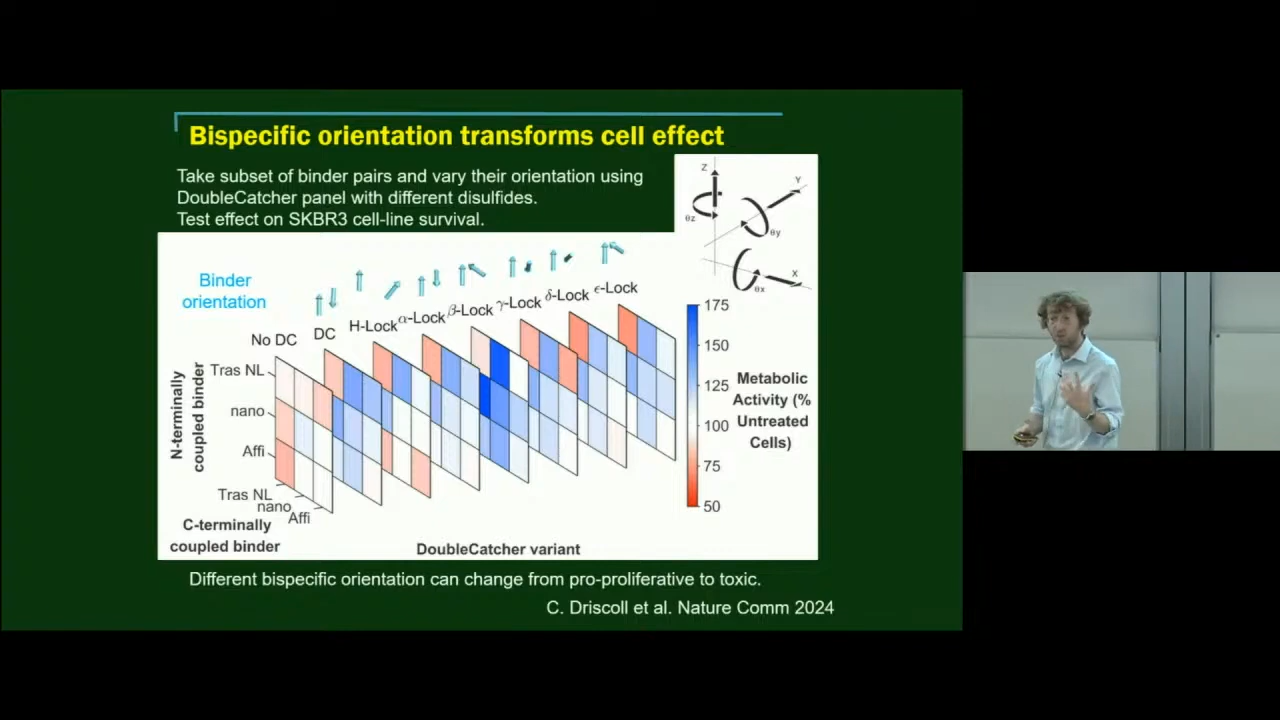 Bispecific orientation transforms cell effect
Take subset of binder pairs and vary their orientation using
DoubleCatcher panel with different disulfides.
Test effect on SKBR3 cell-line survival.
Z
Y
X
θz
θy
θx
Binder
orientation
No DC
DC
H-Lock
α-Lock
β-Lock
γ-Lock
δ-Lock
ϵ-Lock
N-terminally
coupled binder
Tras NL
nano
Affi
Tras NL
nano
Affi
C-terminally
coupled binder
DoubleCatcher variant
175
150
125
100
75
50
Metabolic
Activity (%
Untreated
Cells)
Different bispecific orientation can change from pro-proliferative to toxic.
C. Driscoll et al. Nature Comm 2024